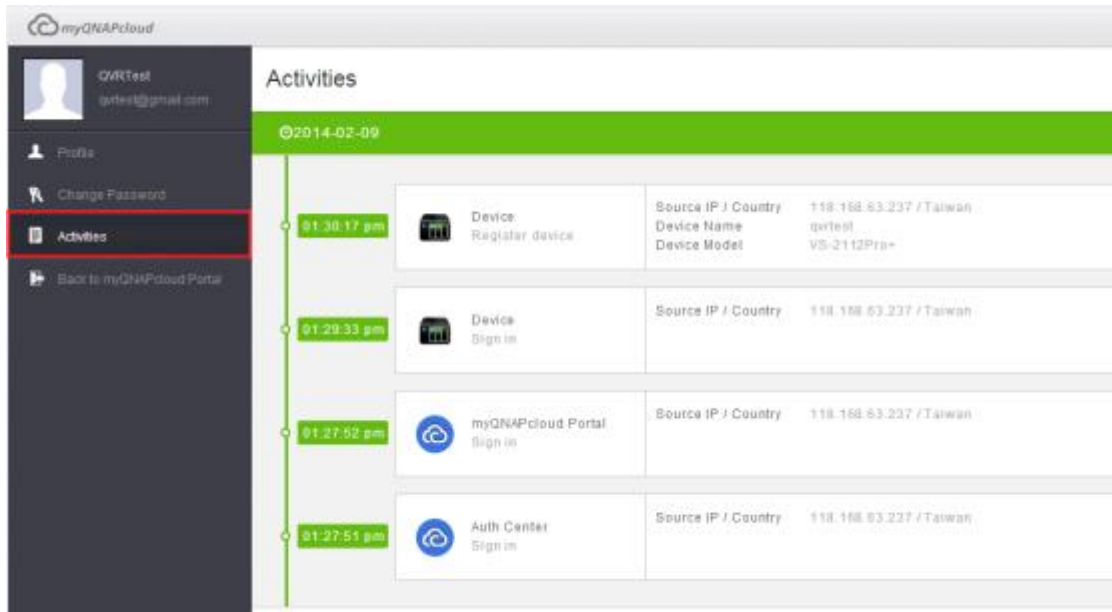 myQNAPcloud
QVRTest
qvrtest@gmail.com
Profile
Change Password
Activities
Back to myQNAPcloud Portal
Activities
2014-02-09
01:30:17 pm
Device
Register device
Source IP / Country 118.168.63.237 / Taiwan
Device Name qvrtest
Device Model VS-2112Pro+
01:29:33 pm
Device
Sign in
Source IP / Country 118.168.63.237 / Taiwan
01:27:52 pm
myQNAPcloud Portal
Sign in
Source IP / Country 118.168.63.237 / Taiwan
01:27:51 pm
Auth Center
Sign in
Source IP / Country 118.168.63.237 / Taiwan